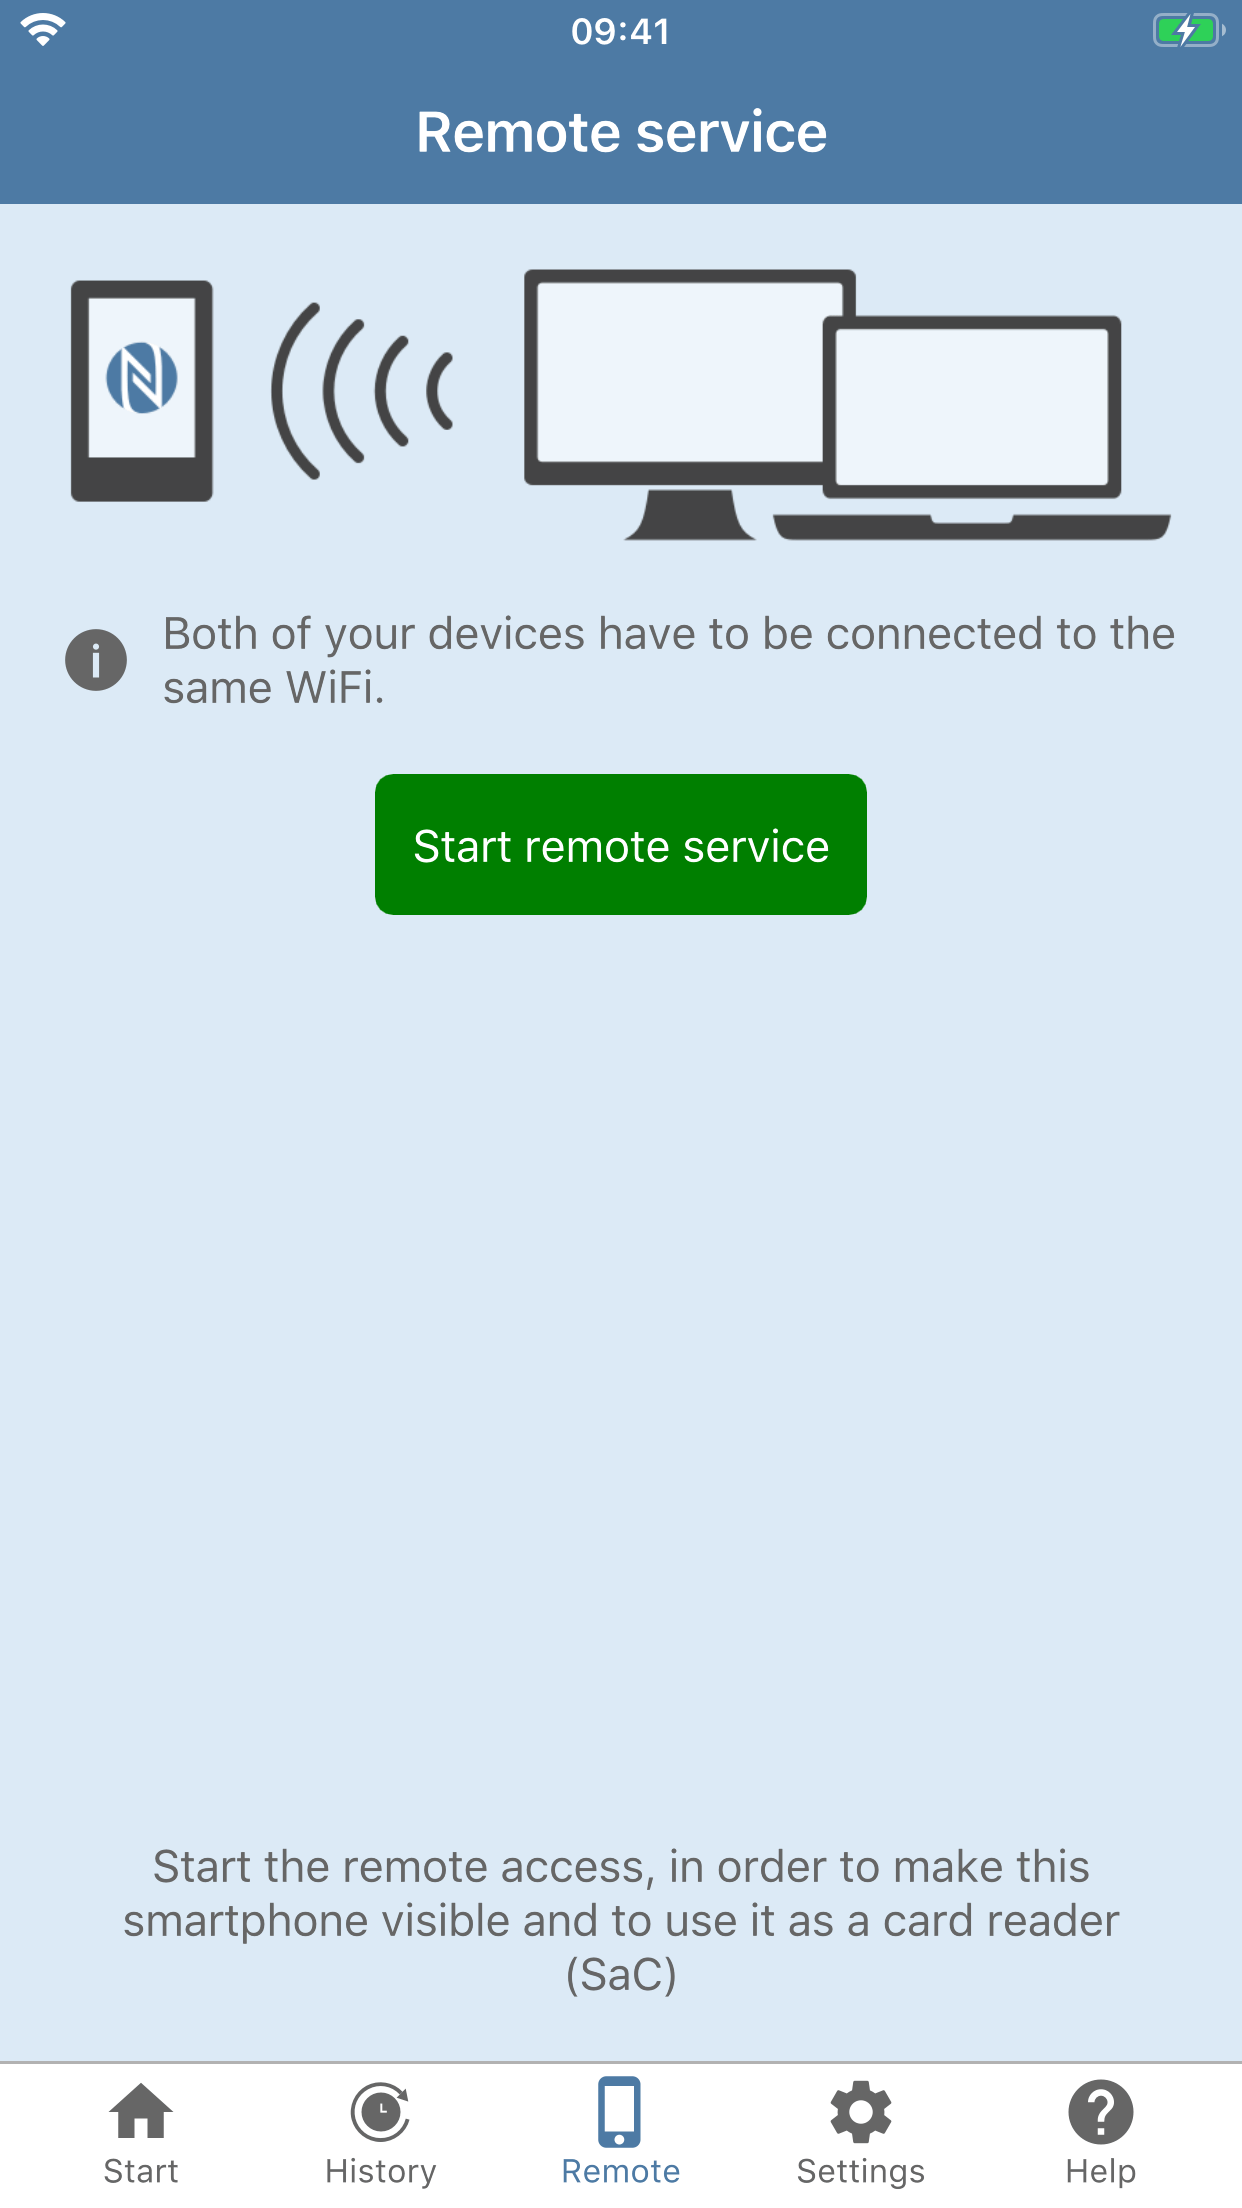 09:41
Remote service
Both of your devices have to be connected to the
same WiFi.
Start remote service
Start the remote access, in order to make this
smartphone visible and to use it as a card reader
(SaC)
Start
History
Remote
Settings
Help